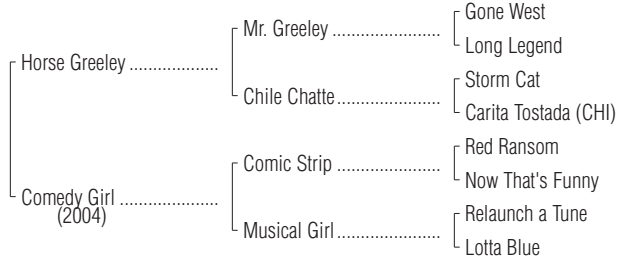 Gone West
Mr. Greeley ........................
Long Legend
Horse Greeley ....................
Storm Cat
Chile Chatte.......................
Carita Tostada (CHI)
Red Ransom
Comic Strip .......................
Now That's Funny
Comedy Girl ......................
(2004)
Relaunch a Tune
Musical Girl.......................
Lotta Blue